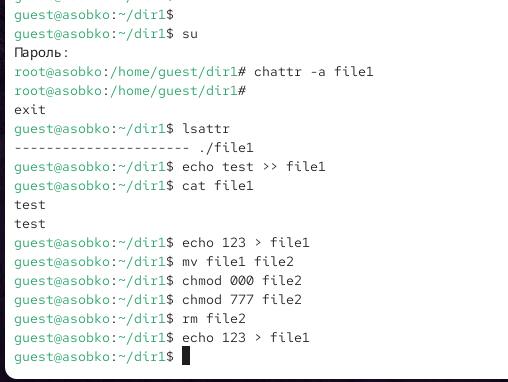 guest@asobko:~/dir1$
guest@asobko:~/dir1$ su
Пароль:
root@asobko:/home/guest/dir1# chattr -a file1
root@asobko:/home/guest/dir1#
exit
guest@asobko:~/dir1$ lsattr
---------------------- ./file1
guest@asobko:~/dir1$ echo test >> file1
guest@asobko:~/dir1$ cat file1
test
test
guest@asobko:~/dir1$ echo 123 > file1
guest@asobko:~/dir1$ mv file1 file2
guest@asobko:~/dir1$ chmod 000 file2
guest@asobko:~/dir1$ chmod 777 file2
guest@asobko:~/dir1$ rm file2
guest@asobko:~/dir1$ echo 123 > file1
guest@asobko:~/dir1$